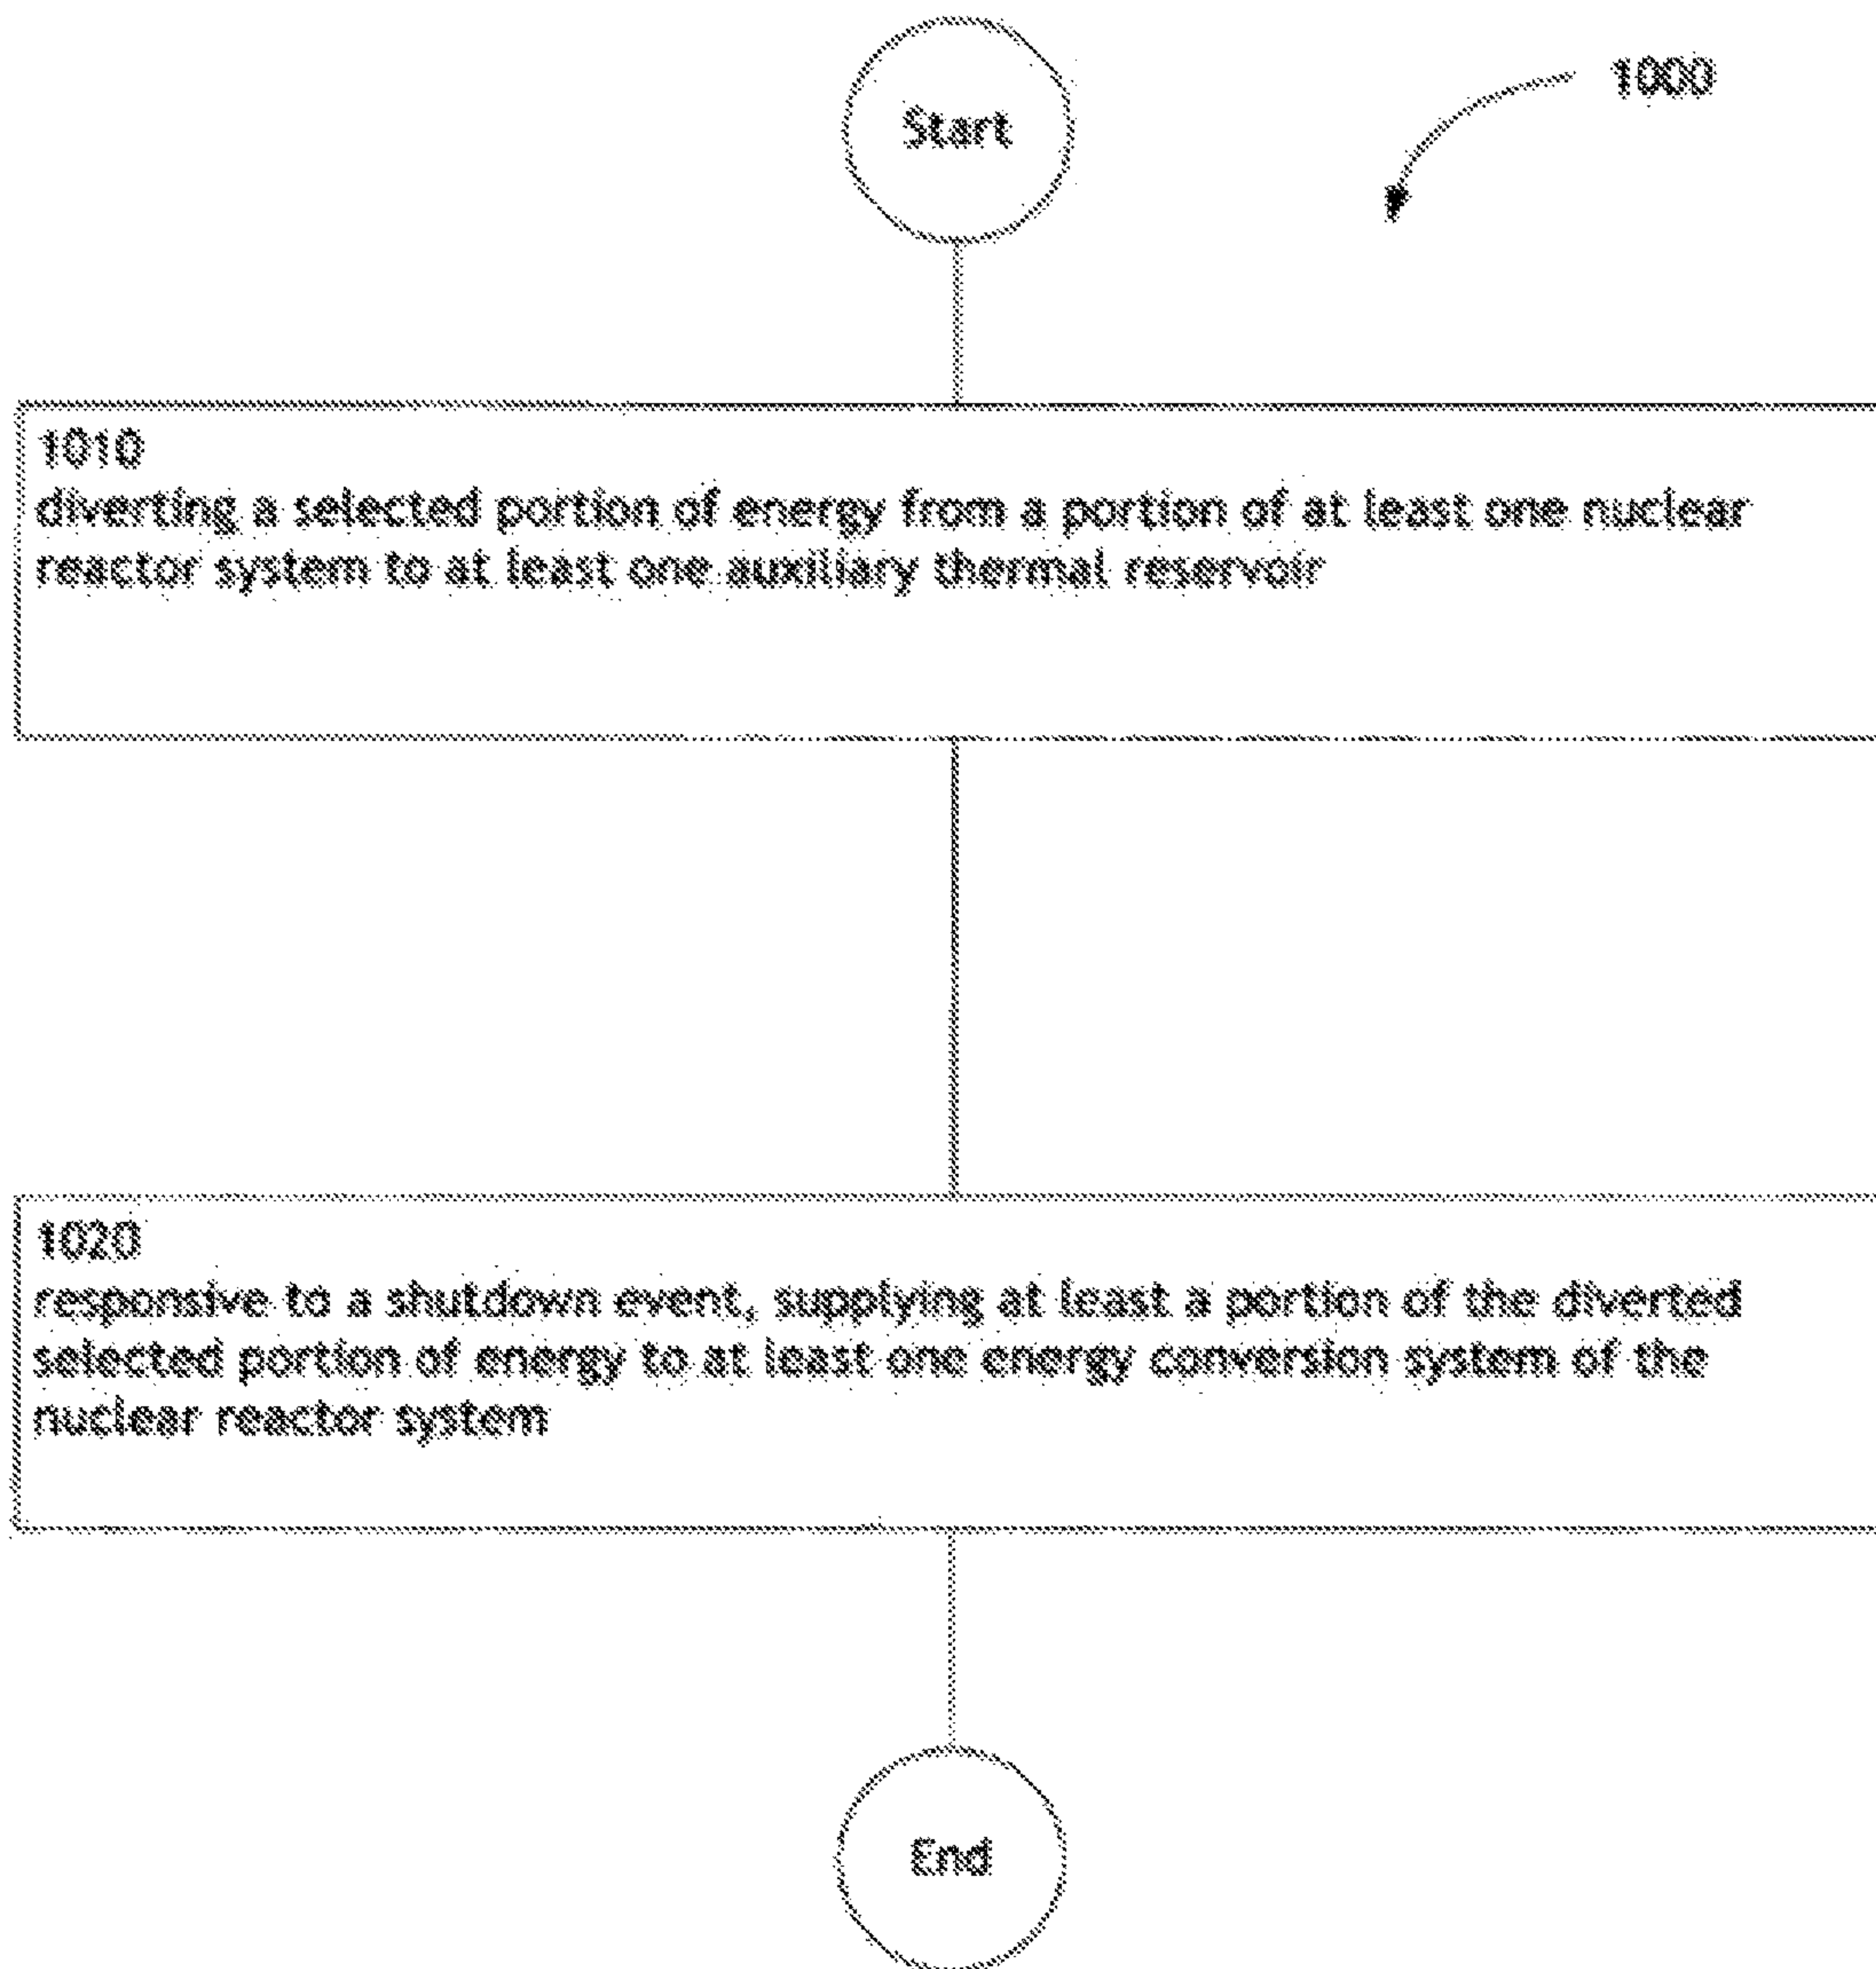 Start
1000
1010
diverting a selected portion of energy from a portion of at least one nuclear
reactor system to at least one auxiliary thermal reservoir
1020
responsive to a shutdown event, supplying at least a portion of the diverted
selected portion of energy to at least one energy conversion system of the
nuclear reactor system
End